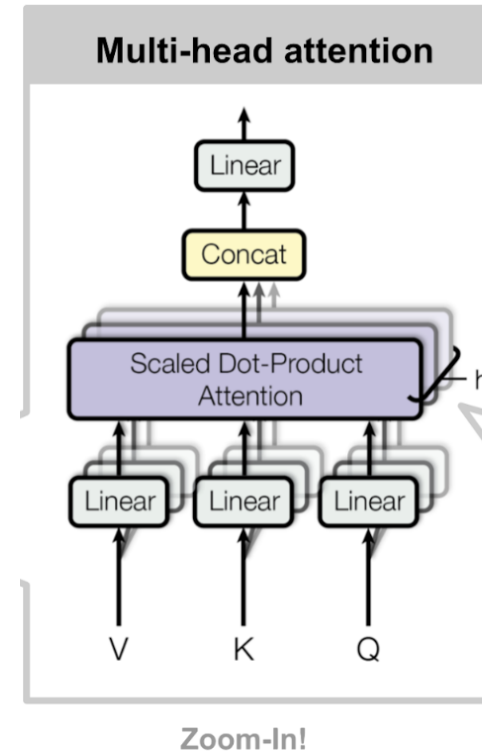 Multi-head attention
Linear
Concat
Scaled Dot-Product
Attention
h
Linear
Linear
Linear
V
K
Q
Zoom-In!